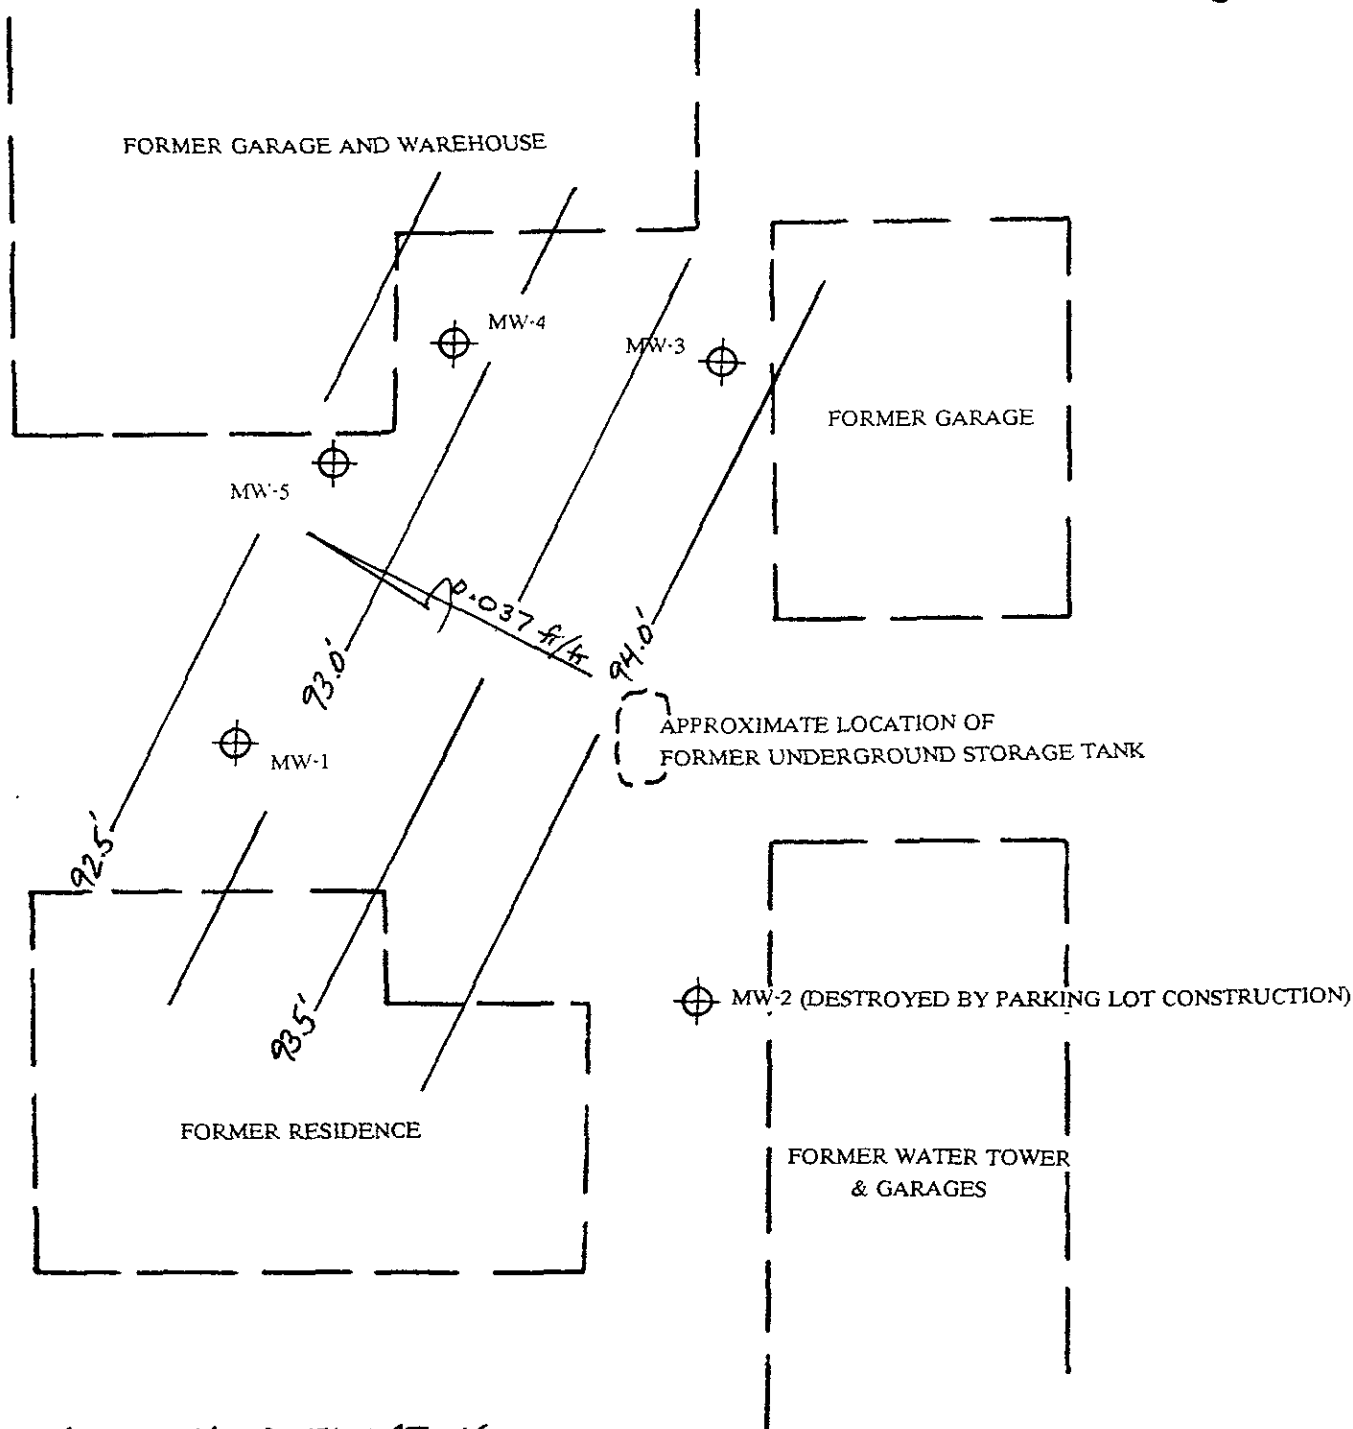 FORMER GARAGE AND WAREHOUSE
MW-4
MW-3
FORMER GARAGE
MW-5
0.037 ft/ft
94.0'
93.0'
APPROXIMATE LOCATION OF
FORMER UNDERGROUND STORAGE TANK
MW-1
92.5'
MW-2 (DESTROYED BY PARKING LOT CONSTRUCTION)
93.5'
FORMER RESIDENCE
FORMER WATER TOWER
& GARAGES